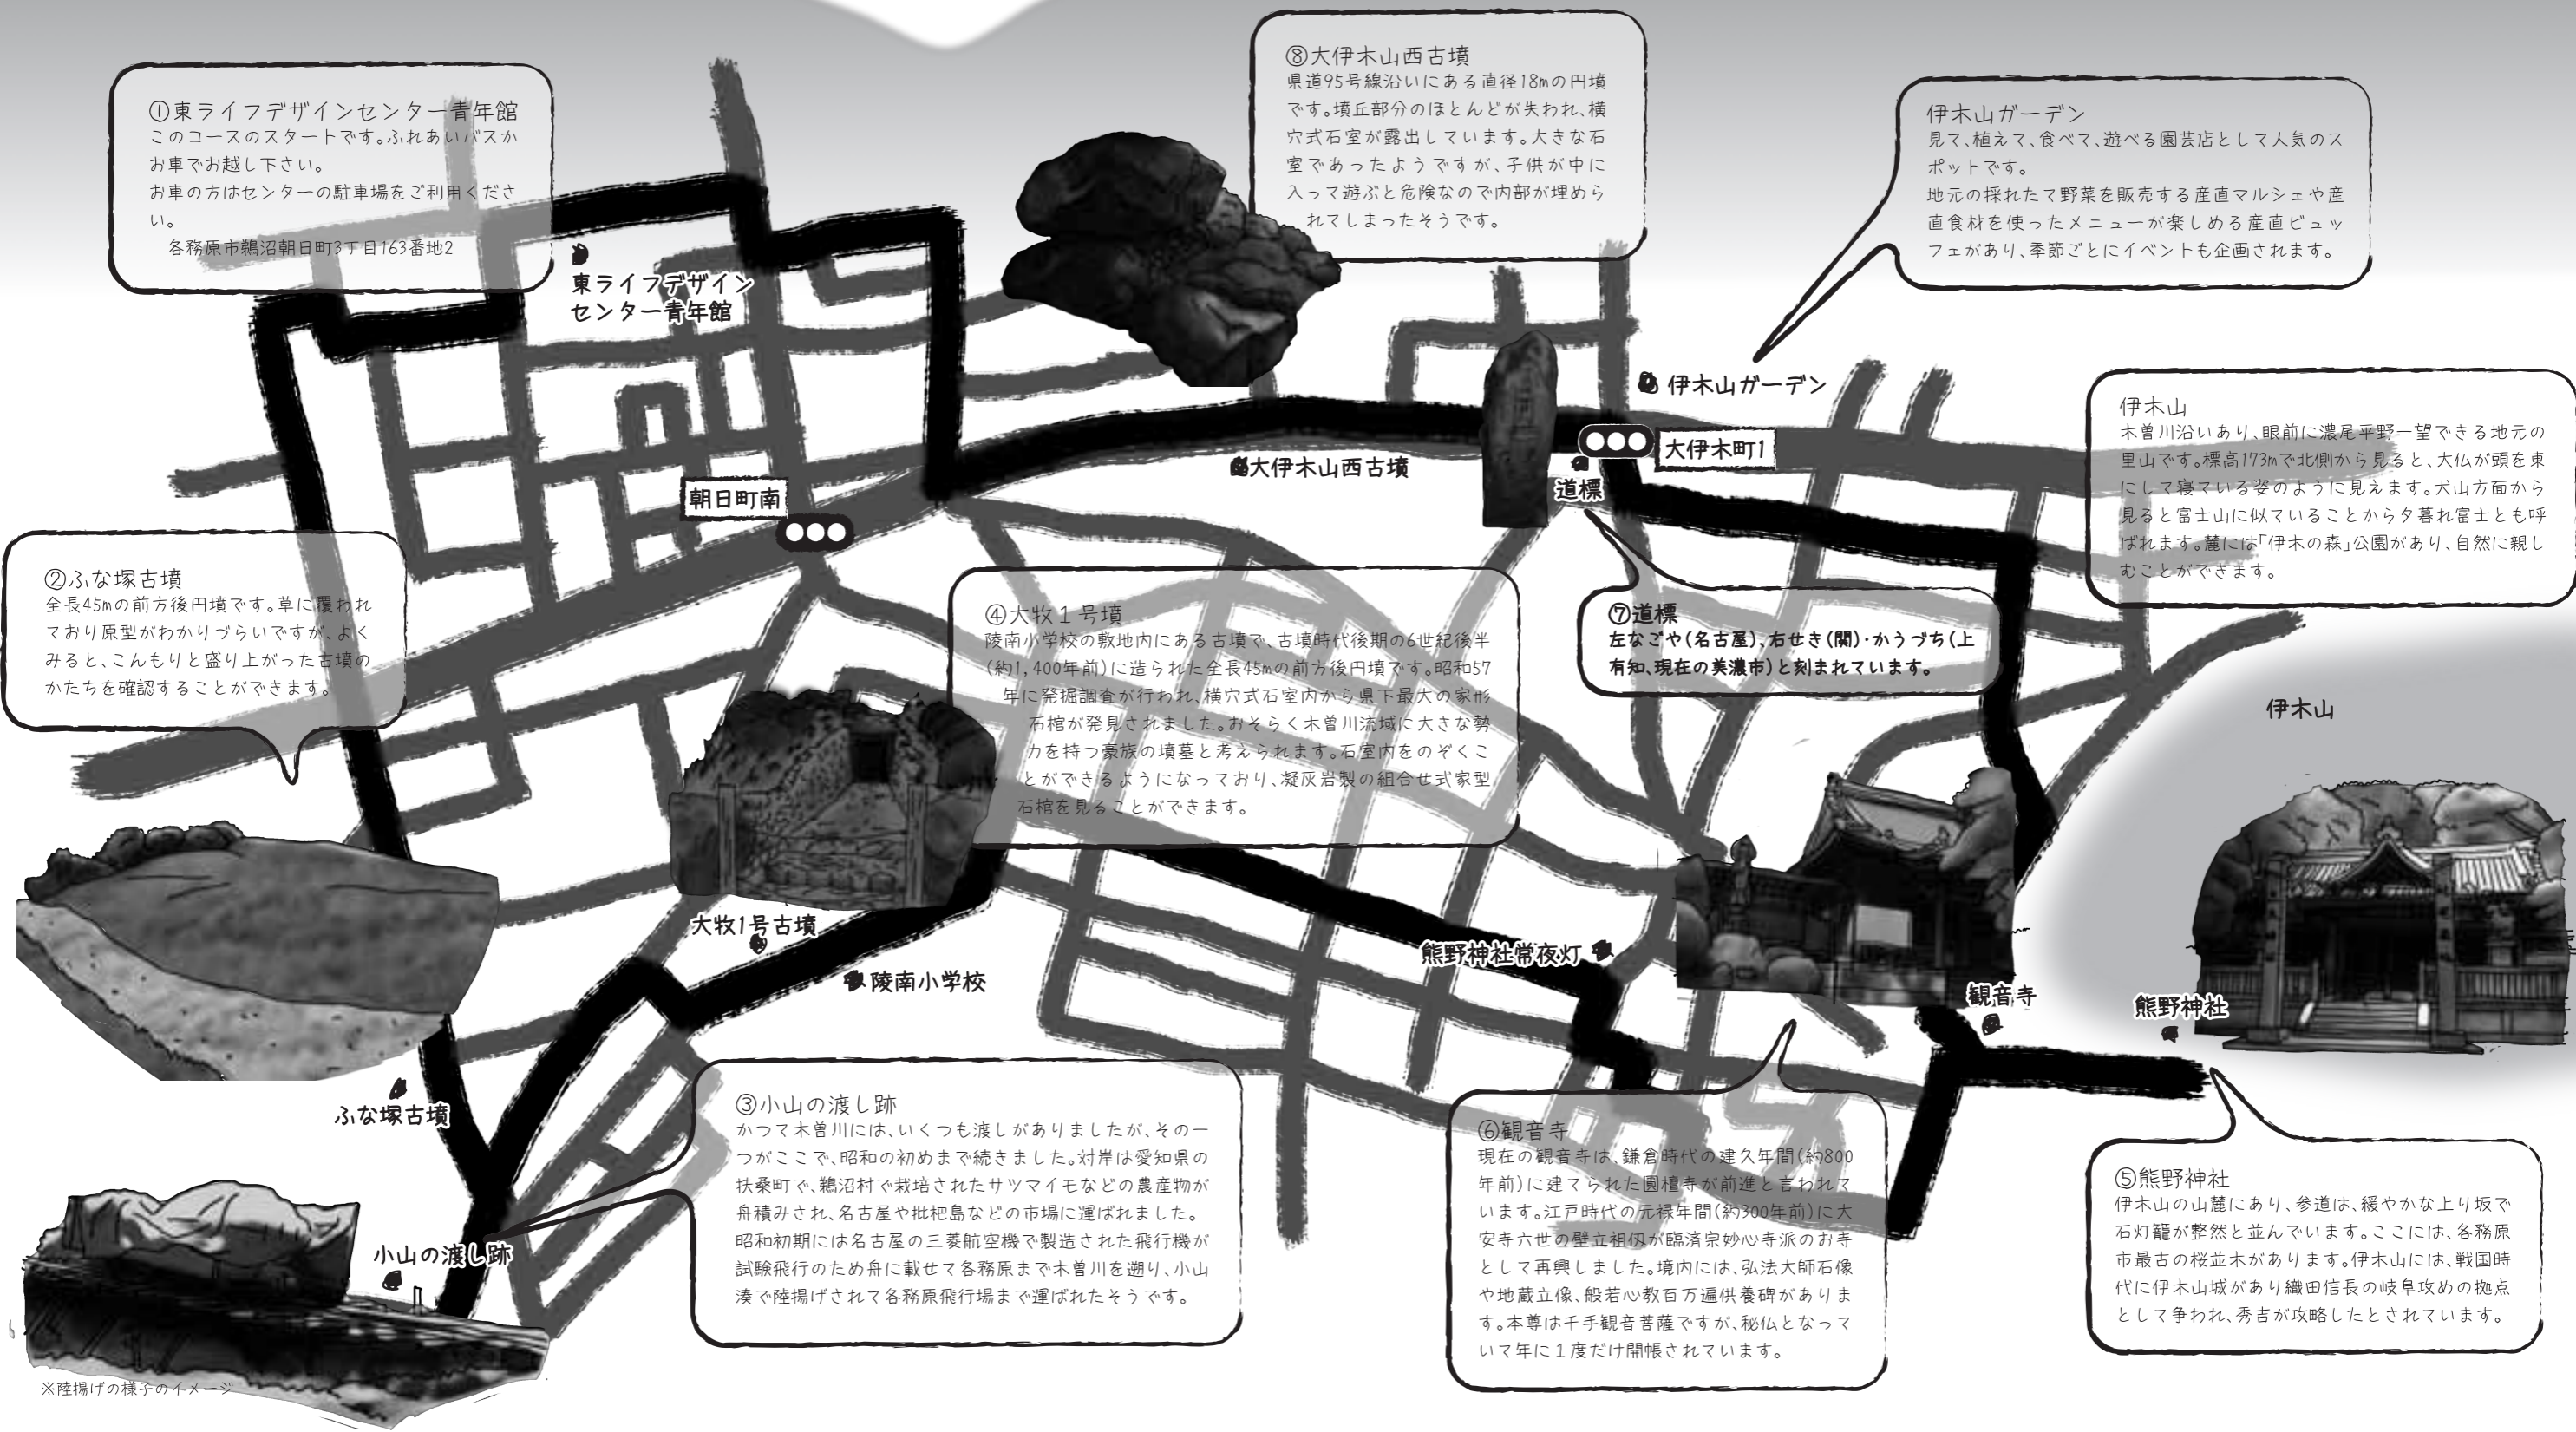 ①東ライフデザインセンター青年館
このコースのスタートです。ふれあいバスか
お車でお越し下さい。
お車の方はセンターの駐車場をご利用くださ
い。
各務原市鵜沼朝日町3丁目163番地2
東ライフデザイン
センター青年館
⑧大伊木山西古墳
県道95号線沿いにある直径18mの円墳
です。墳丘部分のほとんどが失われ、横
穴式石室が露出しています。大きな石
室であったようですが、子供が中に
入って遊ぶと危険なので内部が埋めら
れてしまったそうです。
伊木山ガーデン
見て、植えて、食べて、遊べる園芸店として人気のス
ポットです。
地元の採れたて野菜を販売する産直マルシェや産
直食材を使ったメニューが楽しめる産直ビュッ
フェがあり、季節ごとにイベントも企画されます。
伊木山ガーデン
大伊木町1
大伊木山西古墳
道標
朝日町南
伊木山
木曽川沿いあり、眼前に濃尾平野一望できる地元の
里山です。標高173mで北側から見ると、大仏が頭を東
にして寝ている姿のように見えます。犬山方面から
見ると富士山に似ていることから夕暮れ富士とも呼
ばれます。麓には「伊木の森」公園があり、自然に親し
むことができます。
②ふな塚古墳
全長45mの前方後円墳です。草に覆われ
ており原型がわかりづらいですが、よく
みると、こんもりと盛り上がった古墳の
かたちを確認することができます。
④大牧１号墳
陵南小学校の敷地内にある古墳で、古墳時代後期の6世紀後半
(約1,400年前)に造られた全長45mの前方後円墳です。昭和57
年に発掘調査が行われ、横穴式石室内から県下最大の家形
石棺が発見されました。おそらく木曽川流域に大きな勢
力を持つ豪族の墳墓と考えられます。石室内をのぞくこ
とができるようになっており、凝灰岩製の組合せ式家型
石棺を見ることができます。
⑦道標
左なごや(名古屋)、右せき(関)・かうづち(上
有知、現在の美濃市)と刻まれています。
伊木山
大牧1号古墳
陵南小学校
熊野神社常夜灯
観音寺
熊野神社
ふな塚古墳
③小山の渡し跡
かつて木曽川には、いくつも渡しがありましたが、その一
つがここで、昭和の初めまで続きました。対岸は愛知県の
扶桑町で、鵜沼村で栽培されたサツマイモなどの農産物が
舟積みされ、名古屋や批杷島などの市場に運ばれました。
昭和初期には名古屋の三菱航空機で製造された飛行機が
試験飛行のため舟に載せて各務原まで木曽川を遡り、小山
湊で陸揚げされて各務原飛行場まで運ばれたそうです。
小山の渡し跡
※陸揚げの様子のイメージ
⑥観音寺
現在の観音寺は、鎌倉時代の建久年間(約800
年前)に建てられた圓檀寺が前進と言われて
います。江戸時代の元禄年間(約300年前)に大
安寺六世の壁立祖仭が臨済宗妙心寺派のお寺
として再興しました。境内には、弘法大師石像
や地蔵立像、般若心教百万遍供養碑がありま
す。本尊は千手観音菩薩ですが、秘仏となって
いて年に１度だけ開帳されています。
⑤熊野神社
伊木山の山麓にあり、参道は、緩やかな上り坂で
石灯籠が整然と並んでいます。ここには、各務原
市最古の桜並木があります。伊木山には、戦国時
代に伊木山城があり織田信長の岐阜攻めの拠点
として争われ、秀吉が攻略したとされています。